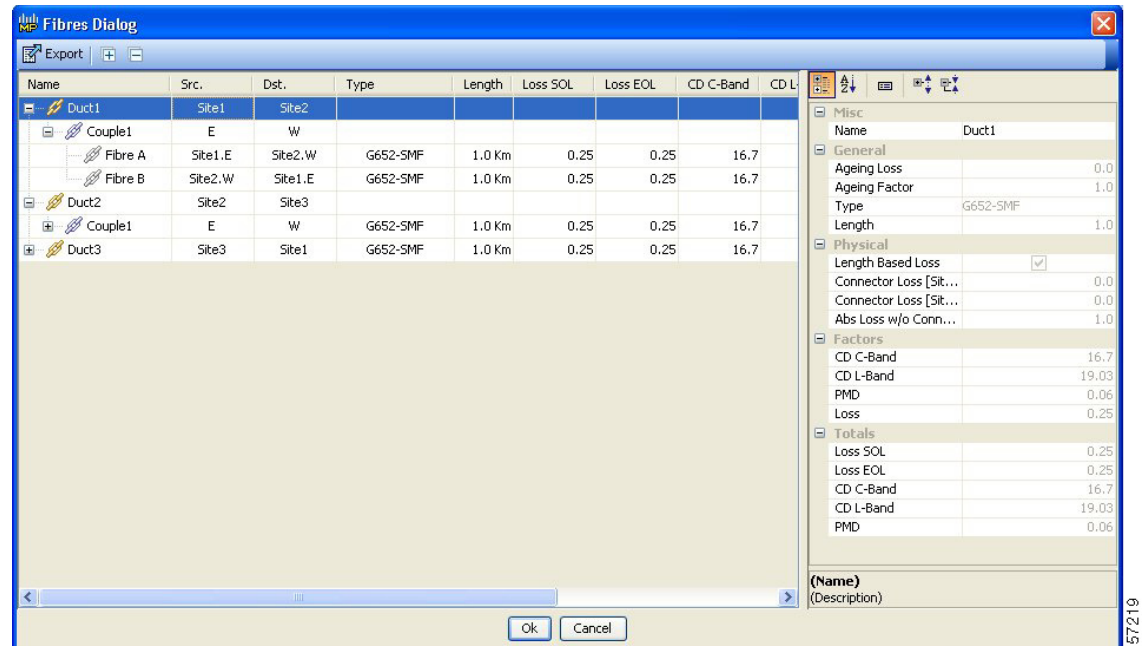 MP Fibres Dialog
Export
Name Src. Dst. Type Length Loss SOL Loss EOL CD C-Band CD L-
Duct1 Site1 Site2
Couple1 E W
Fibre A Site1.E Site2.W G652-SMF 1.0 Km 0.25 0.25 16.7
Fibre B Site2.W Site1.E G652-SMF 1.0 Km 0.25 0.25 16.7
Duct2 Site2 Site3
Couple1 E W G652-SMF 1.0 Km 0.25 0.25 16.7
Duct3 Site3 Site1 G652-SMF 1.0 Km 0.25 0.25 16.7
Misc
Name Duct1
General
Ageing Loss 0.0
Ageing Factor 1.0
Type G652-SMF
Length 1.0
Physical
Length Based Loss
Connector Loss [Sit... 0.0
Connector Loss [Sit... 0.0
Abs Loss w/o Conn... 1.0
Factors
CD C-Band 16.7
CD L-Band 19.03
PMD 0.06
Loss 0.25
Totals
Loss SOL 0.25
Loss EOL 0.25
CD C-Band 16.7
CD L-Band 19.03
PMD 0.06
(Name)
(Description)
Ok Cancel
57219